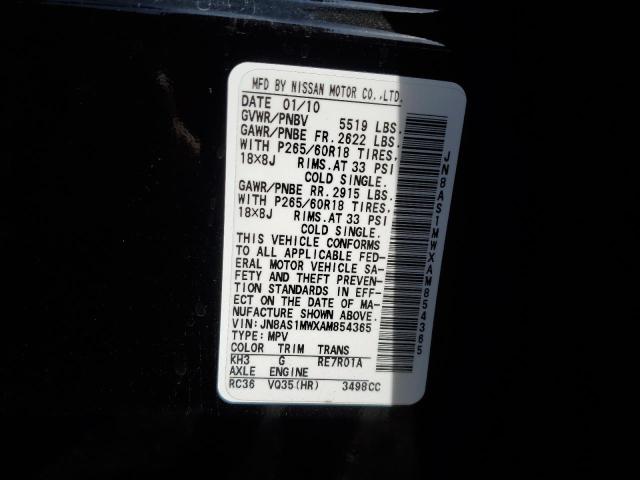 MFD BY NISSAN MOTOR CO.,LTD.
DATE 01/10
GVWR/PNBV 5519 LBS.
GAWR/PNBE FR. 2622 LBS.
WITH P265/60R18 TIRES,
18X8J RIMS.AT 33 PSI
COLD SINGLE.
GAWR/PNBE RR. 2915 LBS.
WITH P265/60R18 TIRES,
18X8J RIMS.AT 33 PSI
COLD SINGLE.
THIS VEHICLE CONFORMS
TO ALL APPLICABLE FED-
ERAL MOTOR VEHICLE SA-
FETY AND THEFT PREVEN-
TION STANDARDS IN EFF-
ECT ON THE DATE OF MA-
NUFACTURE SHOWN ABOVE.
VIN: JN8AS1MWXAM854365
TYPE: MPV
COLOR TRIM TRANS
KH3 G RE7R01A
AXLE ENGINE
RC36 VQ35(HR) 3498CC
JN8AS1MWXAM854365